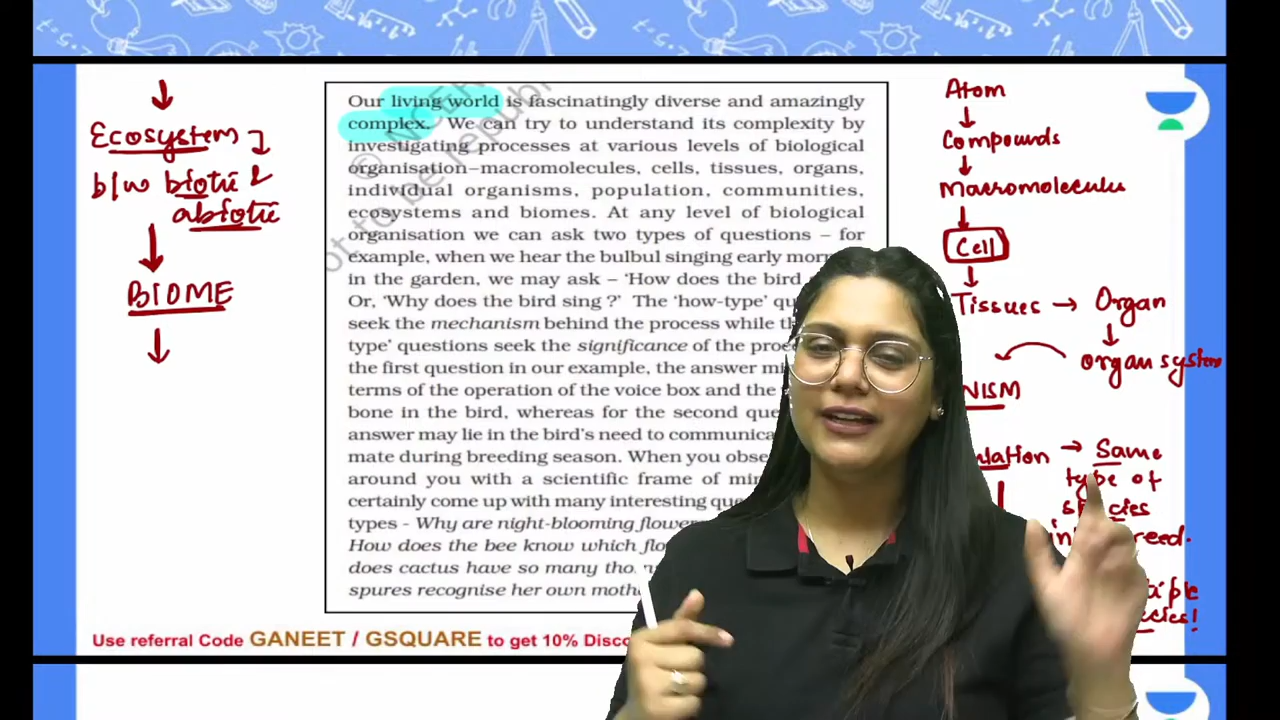 Ecosystem
b/w biotic &
abiotic
BIOME
Our living world is fascinatingly diverse and amazingly
complex. We can try to understand its complexity by
investigating processes at various levels of biological
organisation–macromolecules, cells, tissues, organs,
individual organisms, population, communities,
ecosystems and biomes. At any level of biological
organisation we can ask two types of questions – for
example, when we hear the bulbul singing early
in the garden, we may ask – 'How does the bird
Or, 'Why does the bird sing ?' The 'how-type'
seek the mechanism behind the process while
type' questions seek the significance of the
the first question in our example, the answer
terms of the operation of the voice box and the
bone in the bird, whereas for the second
answer may lie in the bird's need to
mate during breeding season. When you
around you with a scientific frame of
certainly come up with many interesting
types - Why are night-blooming
How does the bee know which
does cactus have so many
spures recognise her own
Use referral Code GANEET / GSQUARE to get 10%
Atom
Compounds
Macromolecules
Cell
Tissues → Organ
organ system
NISM
lation → Same
type of
species
reed.